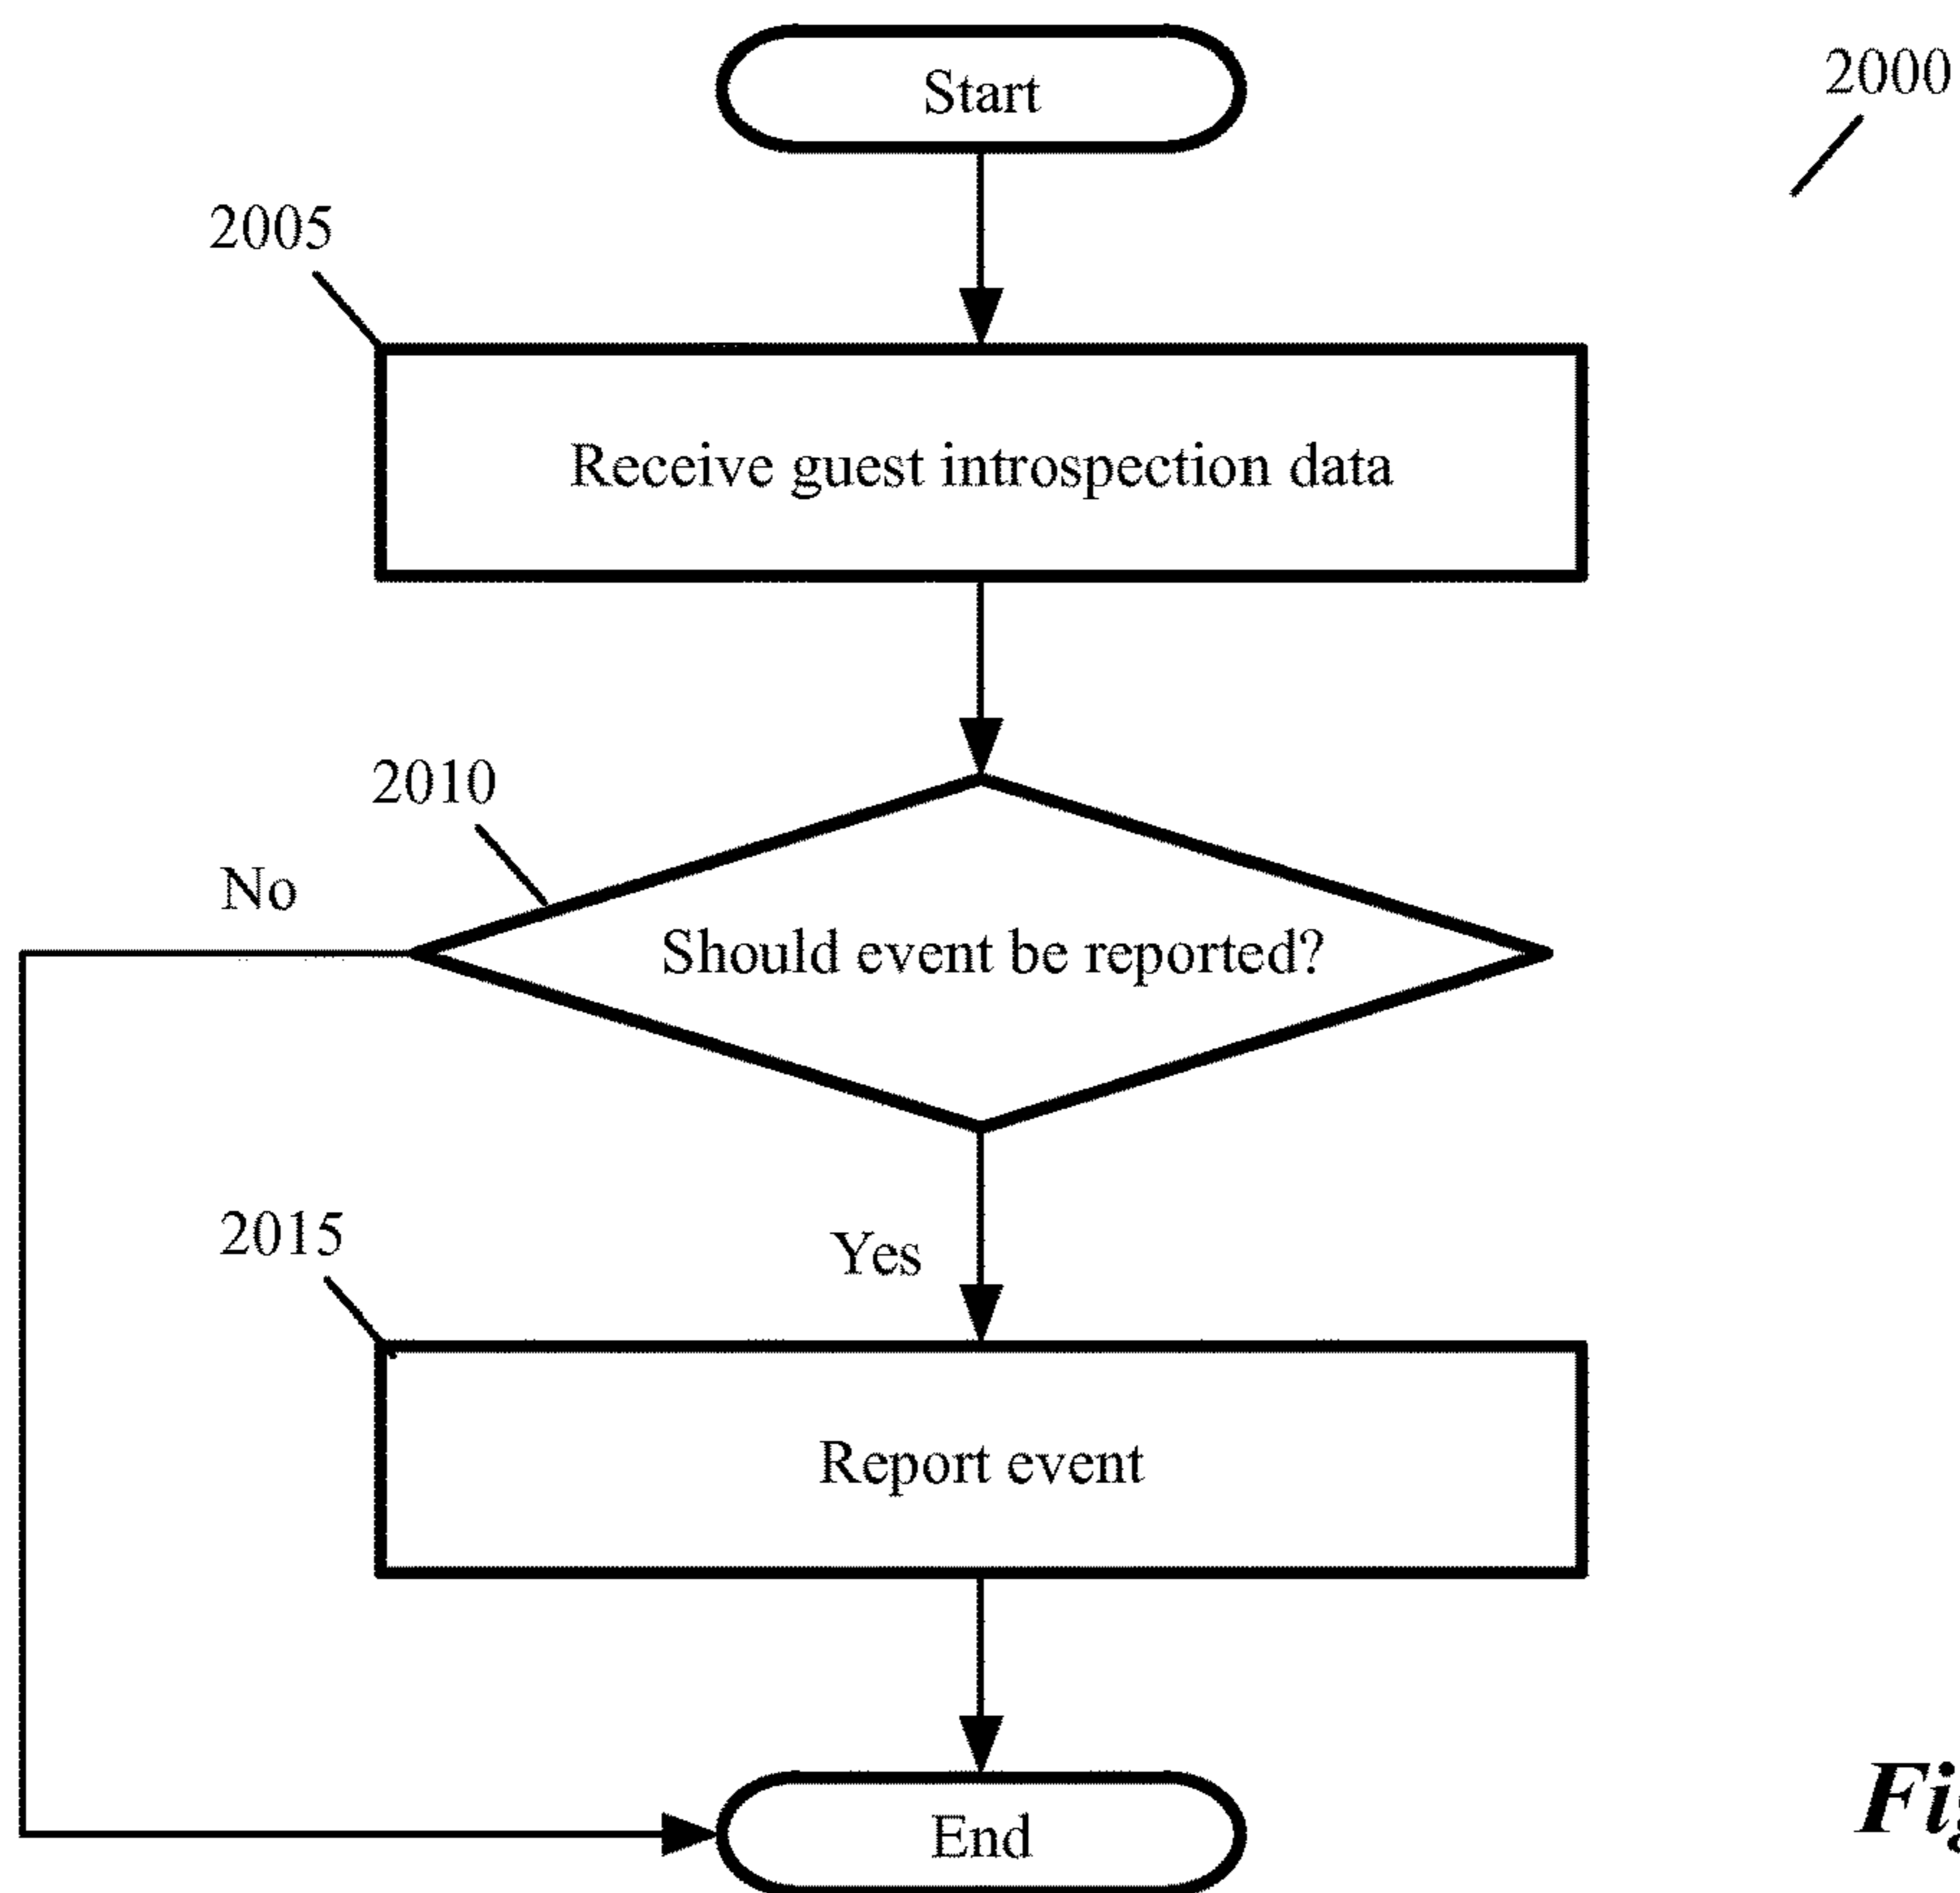 Start
2000
2005
Receive guest introspection data
2010
No
Should event be reported?
Yes
2015
Report event
End